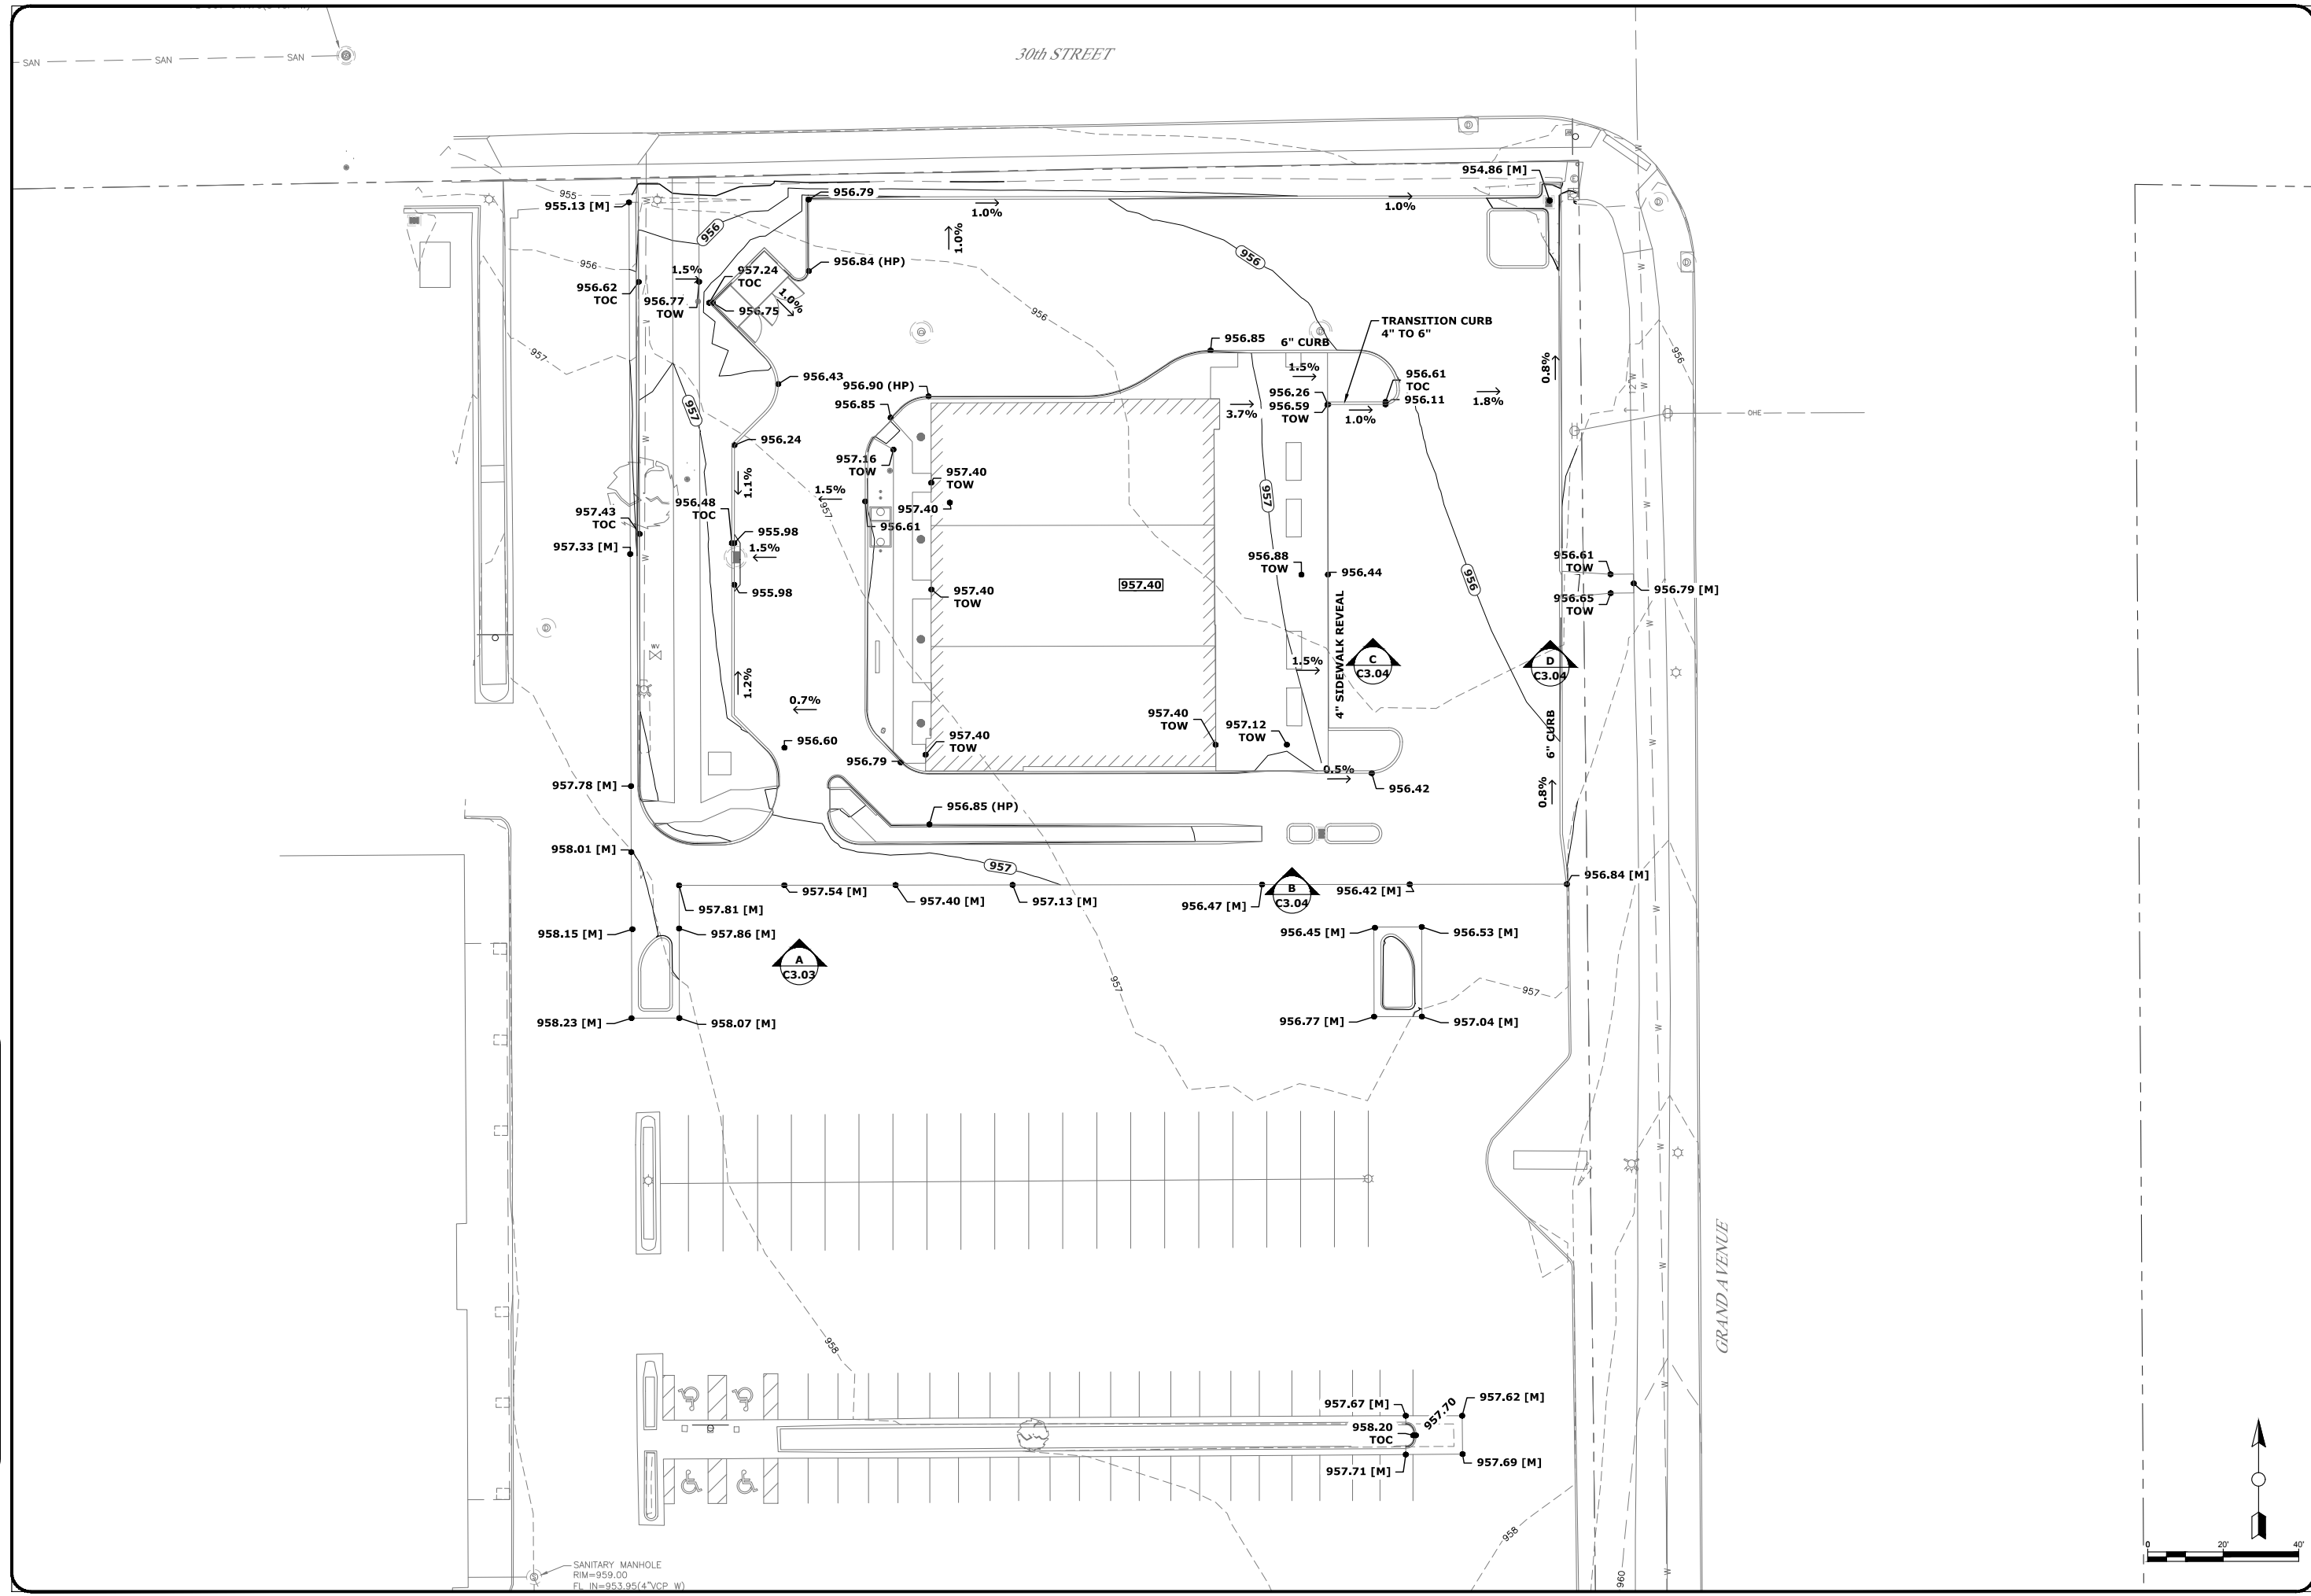 30th STREET
SAN
SAN
SAN
955
955.13 [M]
956.79
1.0%
1.0%
954.86 [M]
W
956
956
1.0%
956.84 (HP)
956
1.5%
957.24
TOC
956.62
TOC
956.77
TOW
956.75
1.0%
956
TRANSITION CURB
4" TO 6"
957
956.85
6" CURB
956
0.8%
12"W
956.43
956.90 (HP)
1.5%
956.61
TOC
956.26
956.11
1.8%
957
956.85
3.7%
956.59
TOW
1.0%
OHE
956.24
957.16
TOW
957.40
TOW
1.1%
1.5%
957
956.48
TOC
957.40
957
957.43
TOC
955.98
956.61
957.33 [M]
1.5%
956.88
TOW
956.44
956
956.61
TOW
955.98
957.40
TOW
957.40
956.79 [M]
956.65
TOW
4" SIDEWALK REVEAL
WV
C
C3.04
D
C3.04
1.5%
1.2%
0.7%
957.40
TOW
957.12
TOW
956.60
957.40
TOW
6" CURB
956.79
0.5%
957.78 [M]
956.42
0.8%
956.85 (HP)
958.01 [M]
957
957.54 [M]
957.40 [M]
957.13 [M]
B
C3.04
956.42 [M]
956.84 [M]
957.81 [M]
956.47 [M]
958.15 [M]
957.86 [M]
956.45 [M]
956.53 [M]
A
C3.03
957
957
958.23 [M]
958.07 [M]
956.77 [M]
957.04 [M]
GRAND AVENUE
958
957.67 [M]
957.70
957.62 [M]
958.20
TOC
957.71 [M]
957.69 [M]
958
SANITARY MANHOLE
RIM=959.00
FL IN=953.95(4"VCP W)
960
0
20'
40'